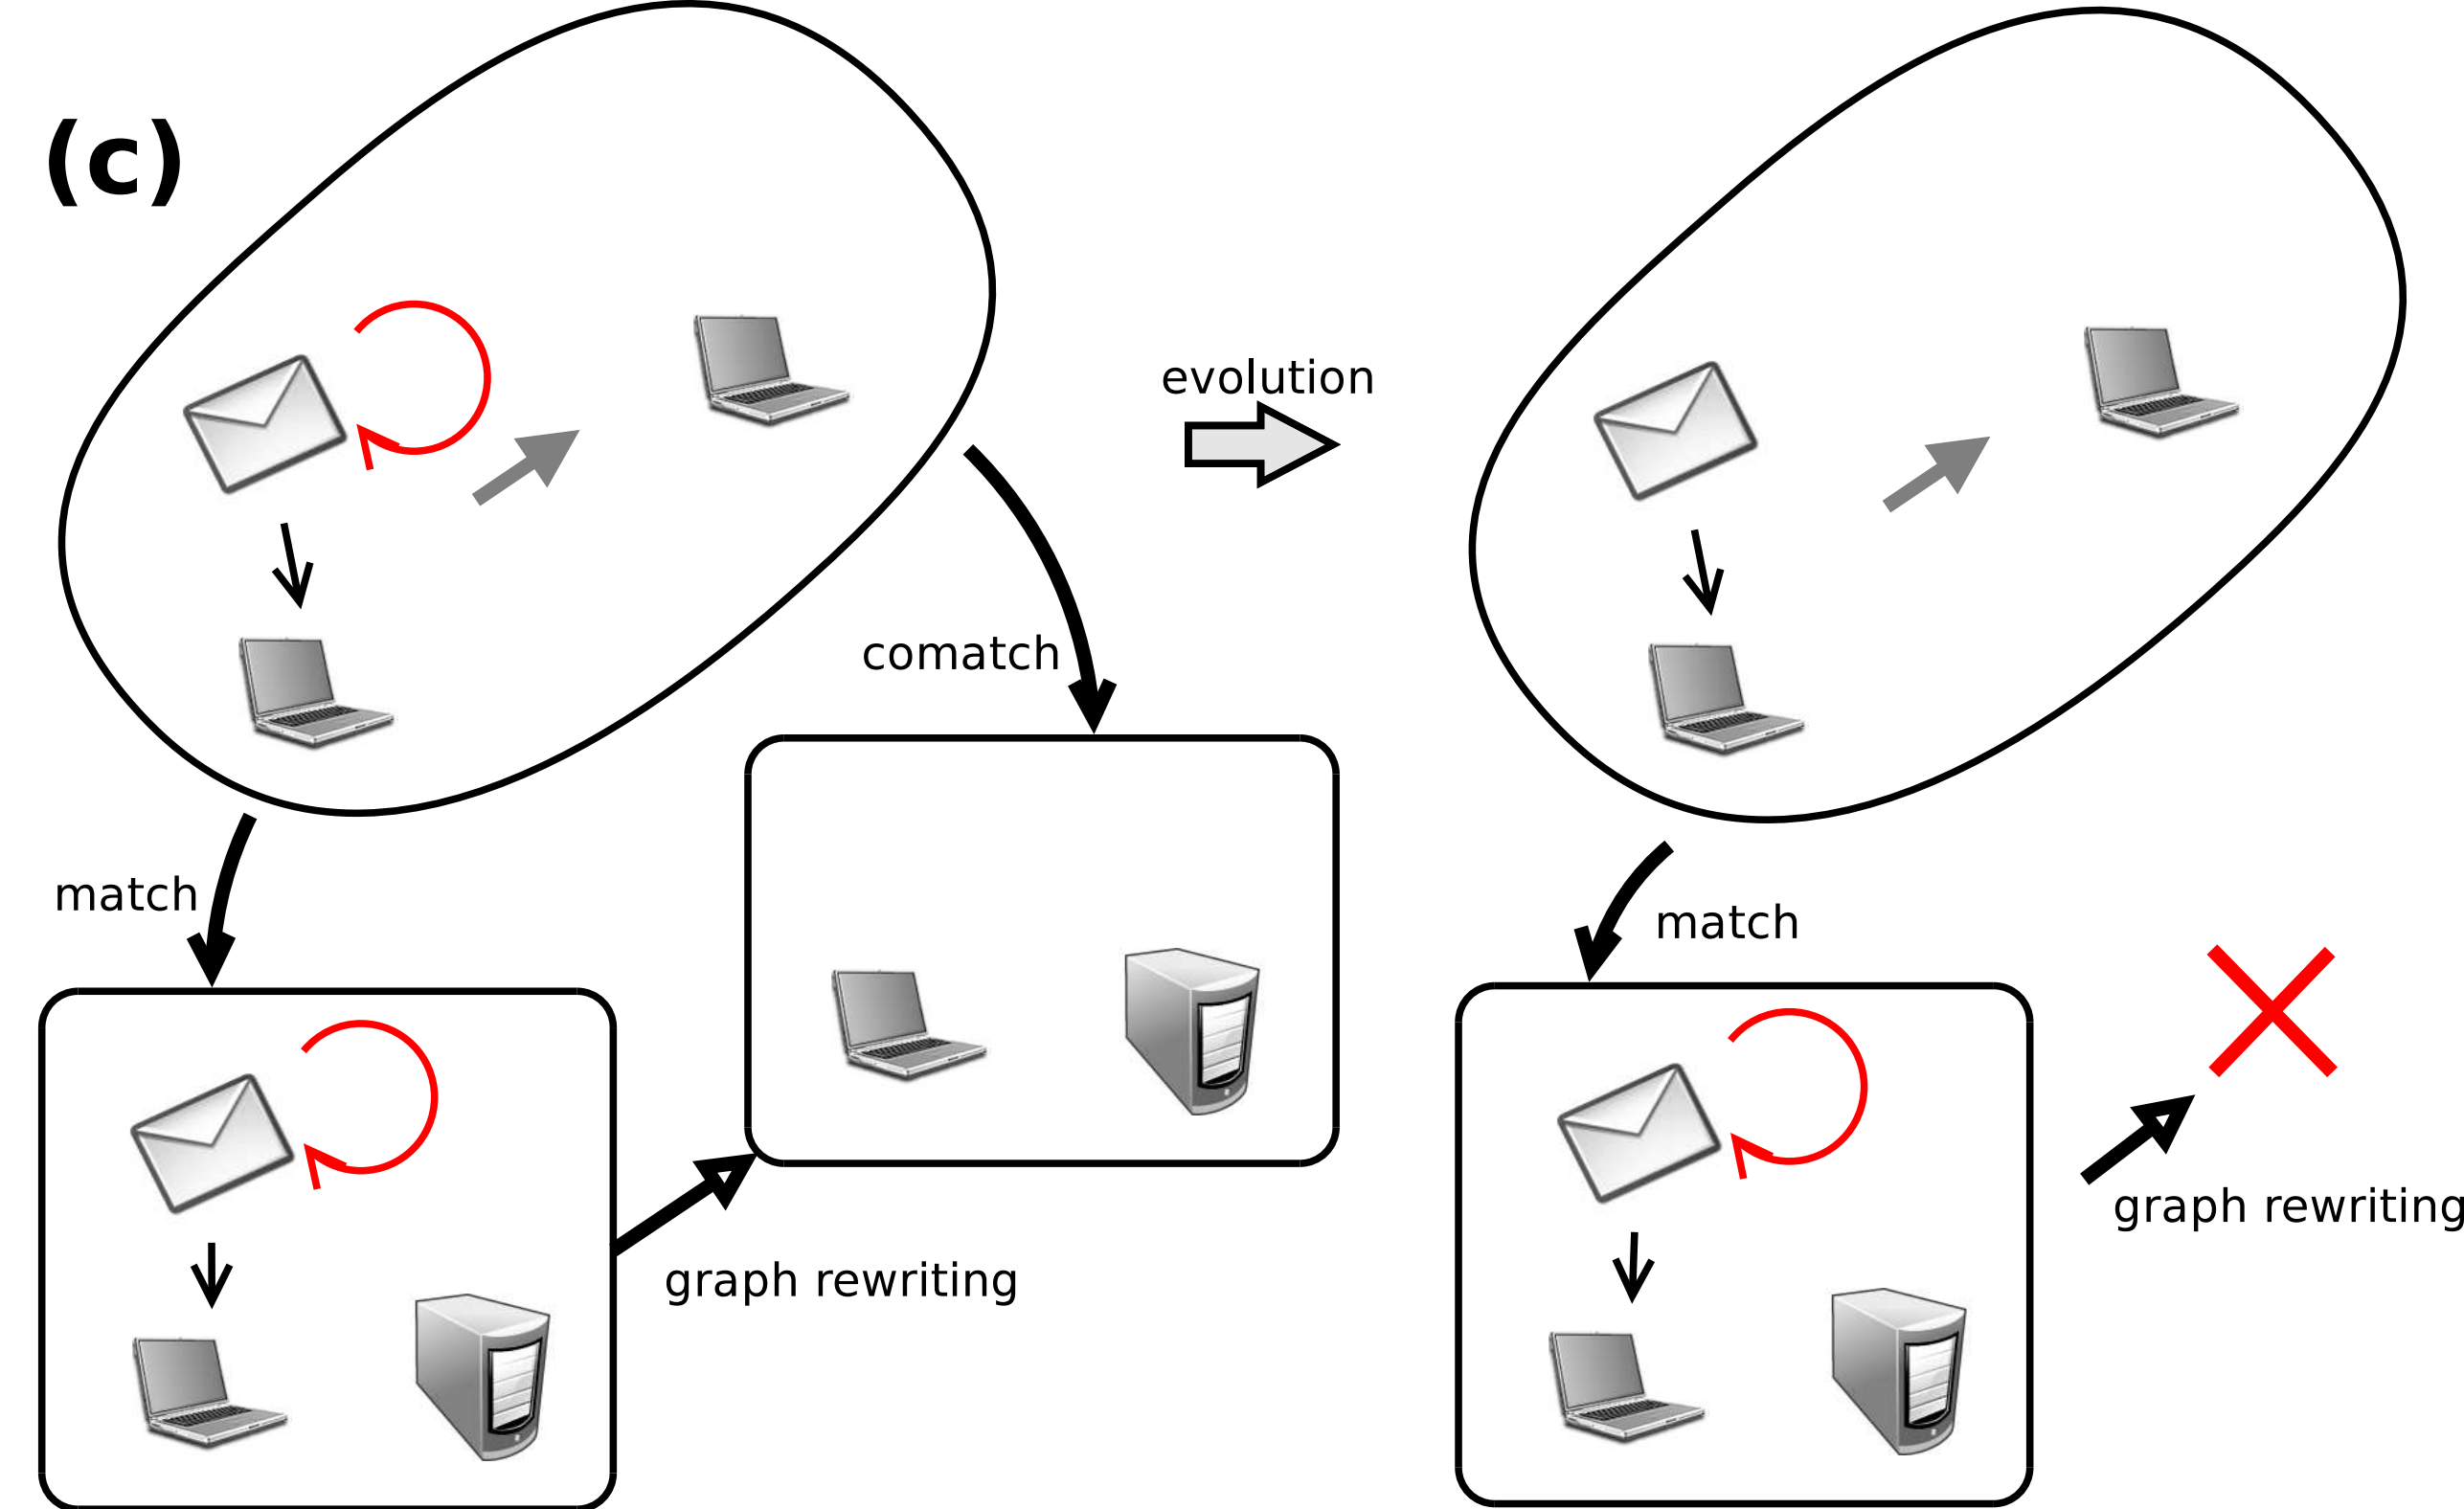 (c)
evolution
comatch
match
match
graph rewriting
graph rewriting